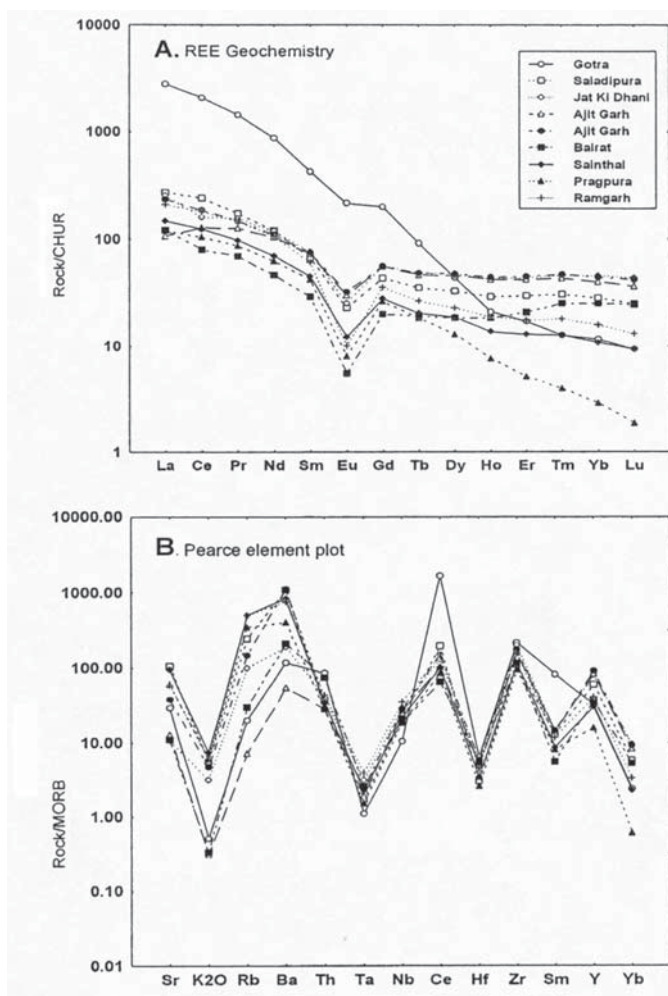 A. REE Geochemistry
10000
1000
100
10
1
Rock/CHUR
Gotra
Saladipura
Jat Ki Dhani
Ajit Garh
Ajit Garh
Bairat
Sainthal
Pragpura
Ramgarh
La Ce Pr Nd Sm Eu Gd Tb Dy Ho Er Tm Yb Lu
B. Pearce element plot
10000.00
1000.00
100.00
10.00
1.00
0.10
0.01
Rock/MORB
Sr K2O Rb Ba Th Ta Nb Ce Hf Zr Sm Y Yb